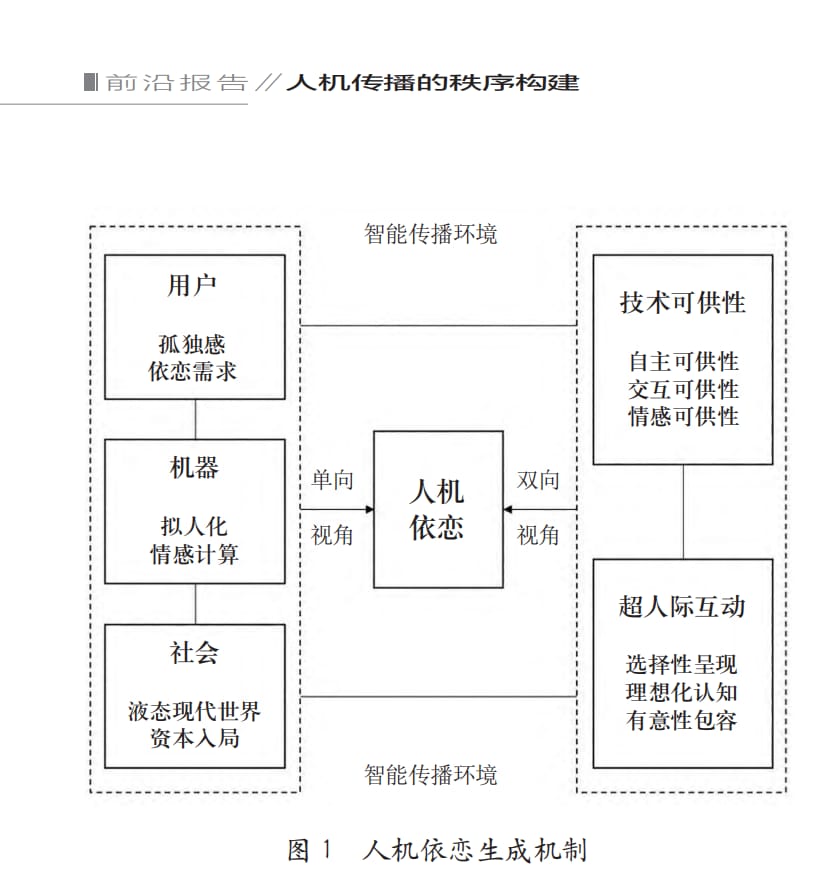 前沿报告//人机传播的秩序构建
智能传播环境
用户
孤独感
依恋需求
机器
拟人化
情感计算
社会
液态现代世界
资本入局
单向
视角
人机
依恋
双向
视角
技术可供性
自主可供性
交互可供性
情感可供性
超人际互动
选择性呈现
理想化认知
有意性包容
智能传播环境
图 1 人机依恋生成机制